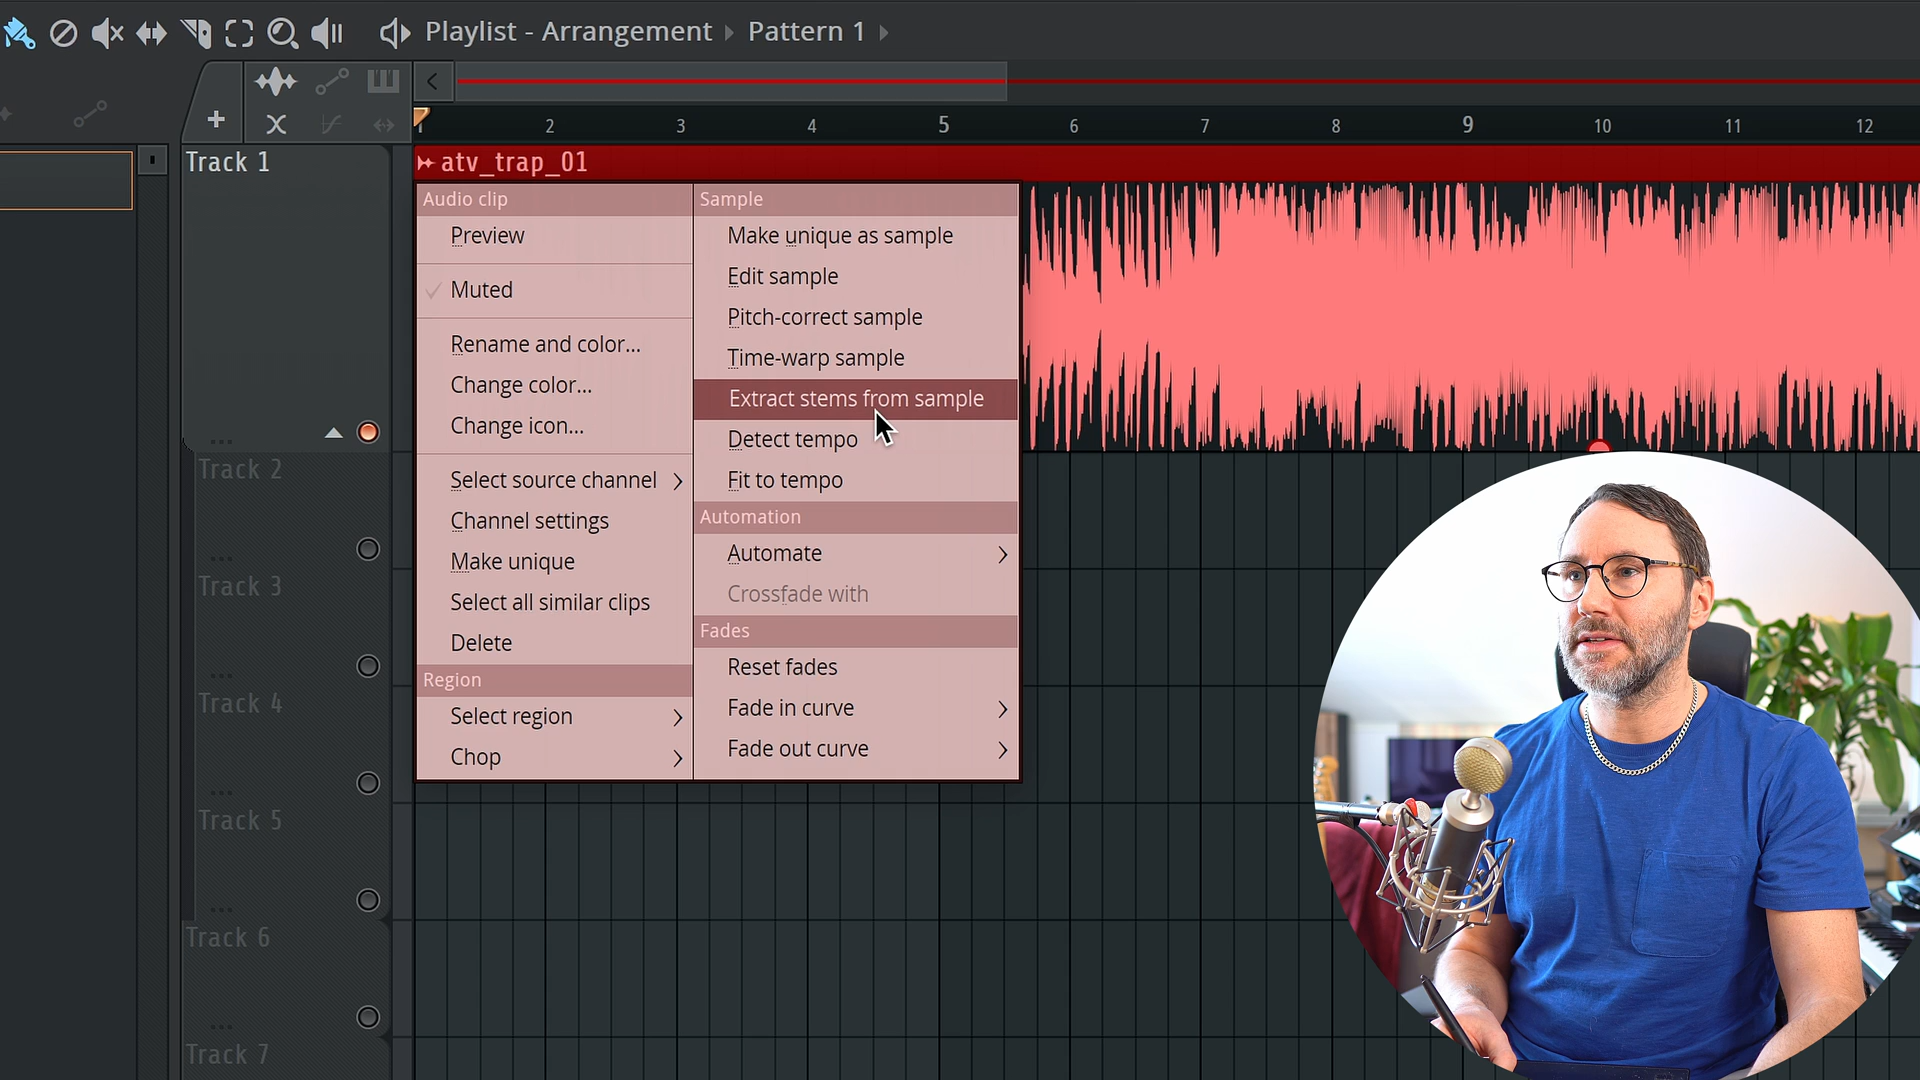 Playlist - Arrangement Pattern 1
1 2 3 4 5 6 7 8 9 10 11 12
Track 1
atv_trap_01
Audio clip
Preview
Muted
Rename and color...
Change color...
Change icon...
Select source channel
Channel settings
Make unique
Select all similar clips
Delete
Region
Select region
Chop
Sample
Make unique as sample
Edit sample
Pitch-correct sample
Time-warp sample
Extract stems from sample
Detect tempo
Fit to tempo
Automation
Automate
Crossfade with
Fades
Reset fades
Fade in curve
Fade out curve
...
Track 2
...
Track 3
...
Track 4
...
Track 5
...
Track 6
...
Track 7